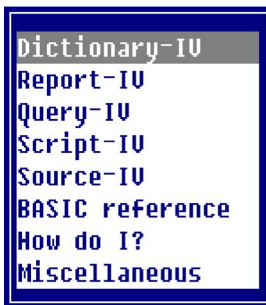 Dictionary-IV
Report-IV
Query-IV
Script-IV
Source-IV
BASIC reference
How do I?
Miscellaneous